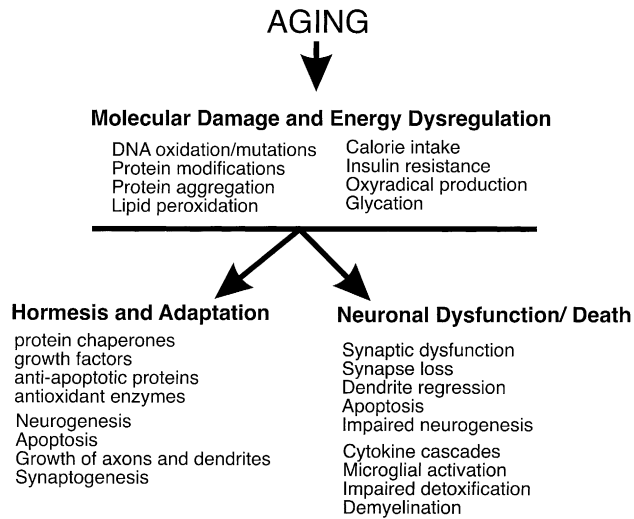 AGING
Molecular Damage and Energy Dysregulation
DNA oxidation/mutations
Protein modifications
Protein aggregation
Lipid peroxidation
Calorie intake
Insulin resistance
Oxyradical production
Glycation
Hormesis and Adaptation
protein chaperones
growth factors
anti-apoptotic proteins
antioxidant enzymes
Neurogenesis
Apoptosis
Growth of axons and dendrites
Synaptogenesis
Neuronal Dysfunction/ Death
Synaptic dysfunction
Synapse loss
Dendrite regression
Apoptosis
Impaired neurogenesis
Cytokine cascades
Microglial activation
Impaired detoxification
Demyelination